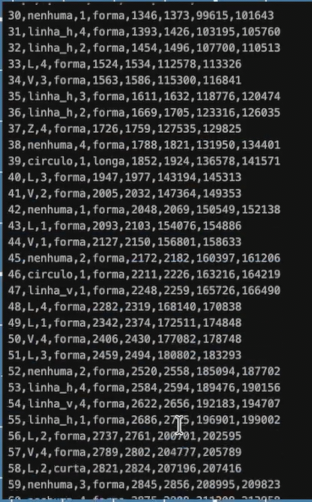 30,nenhuma,1,forma,1346,1373,99615,101643
31,linha_h,4,forma,1393,1426,103195,105760
32,linha_h,2,forma,1454,1496,107700,110513
33,L,4,forma,1524,1534,112578,113326
34,V,3,forma,1563,1586,115300,116841
35,linha_h,3,forma,1611,1632,118776,120474
36,linha_h,2,forma,1669,1705,123316,126035
37,Z,4,forma,1726,1759,127535,129825
38,nenhuma,4,forma,1788,1821,131950,134401
39,circulo,1,longa,1852,1924,136578,141571
40,L,3,forma,1947,1977,143194,145313
41,V,2,forma,2005,2032,147364,149353
42,nenhuma,1,forma,2048,2069,150549,152138
43,L,1,forma,2093,2103,154076,154886
44,V,1,forma,2127,2150,156801,158633
45,nenhuma,2,forma,2172,2182,160397,161206
46,circulo,1,forma,2211,2226,163216,164219
47,linha_v,1,forma,2248,2259,165726,166490
48,L,4,forma,2282,2319,168140,170838
49,L,1,forma,2342,2374,172511,174848
50,V,4,forma,2406,2430,177082,178748
51,L,3,forma,2459,2494,180802,183293
52,nenhuma,2,forma,2520,2558,185094,187702
53,linha_h,4,forma,2584,2594,189476,190156
54,linha_v,4,forma,2622,2656,192183,194707
55,linha_h,1,forma,2686,196901,199002
56,L,2,forma,2737,2761,202595
57,V,4,forma,2789,2802,204777,205789
58,L,2,curta,2821,2824,207196,207416
59,nenhuma,3,forma,2845,2856,208995,209823